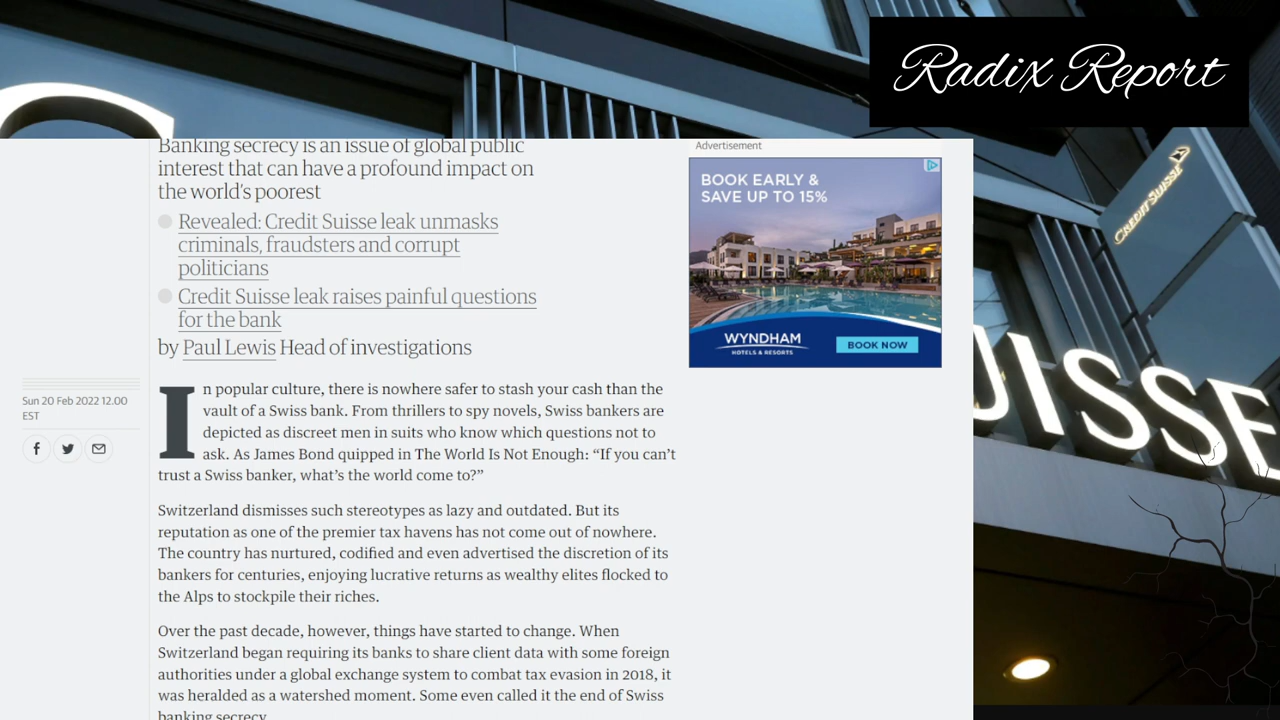 Radix Report
Banking secrecy is an issue of global public
interest that can have a profound impact on
the world's poorest
Revealed: Credit Suisse leak unmasks
criminals, fraudsters and corrupt
politicians
Credit Suisse leak raises painful questions
for the bank
by Paul Lewis Head of investigations
Sun 20 Feb 2022 12.00
EST
In popular culture, there is nowhere safer to stash your cash than the
vault of a Swiss bank. From thrillers to spy novels, Swiss bankers are
depicted as discreet men in suits who know which questions not to
ask. As James Bond quipped in The World Is Not Enough: “If you can’t
trust a Swiss banker, what’s the world come to?”
Switzerland dismisses such stereotypes as lazy and outdated. But its
reputation as one of the premier tax havens has not come out of nowhere.
The country has nurtured, codified and even advertised the discretion of its
bankers for centuries, enjoying lucrative returns as wealthy elites flocked to
the Alps to stockpile their riches.
Over the past decade, however, things have started to change. When
Switzerland began requiring its banks to share client data with some foreign
authorities under a global exchange system to combat tax evasion in 2018, it
was heralded as a watershed moment. Some even called it the end of Swiss
banking secrecy.
Advertisement
BOOK EARLY &
SAVE UP TO 15%
WYNDHAM
HOTELS & RESORTS
BOOK NOW
CREDIT SUISSE
UISSE